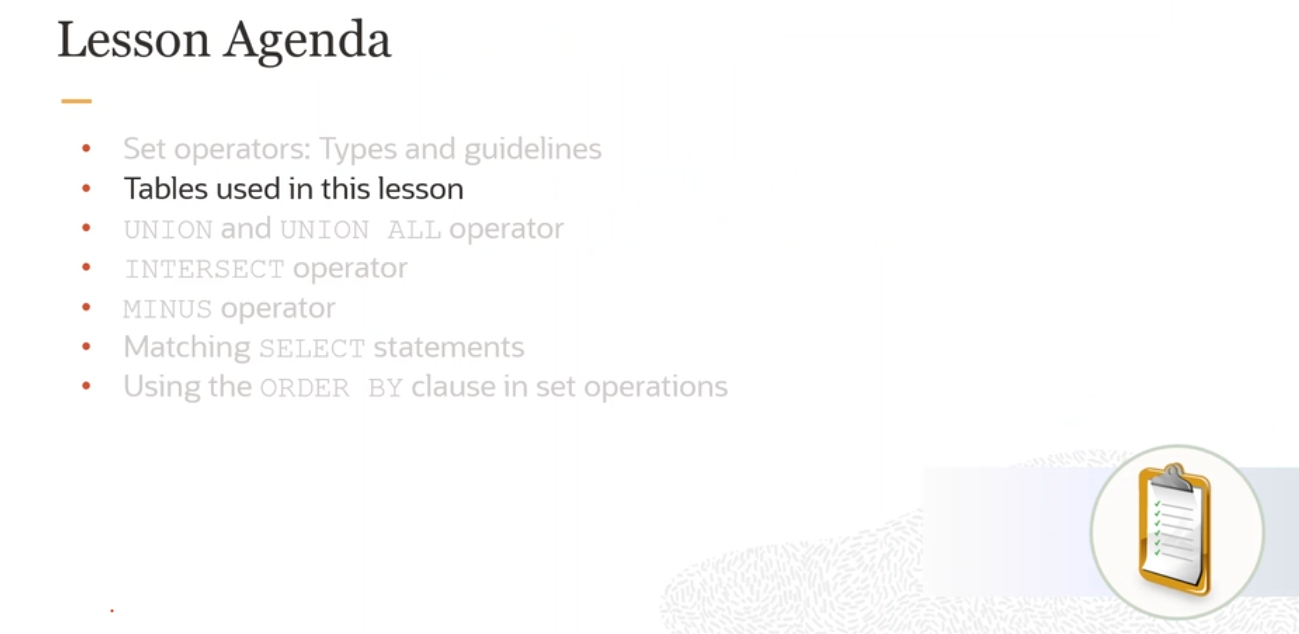 Lesson Agenda
• Set operators: Types and guidelines
• Tables used in this lesson
• UNION and UNION ALL operator
• INTERSECT operator
• MINUS operator
• Matching SELECT statements
• Using the ORDER BY clause in set operations